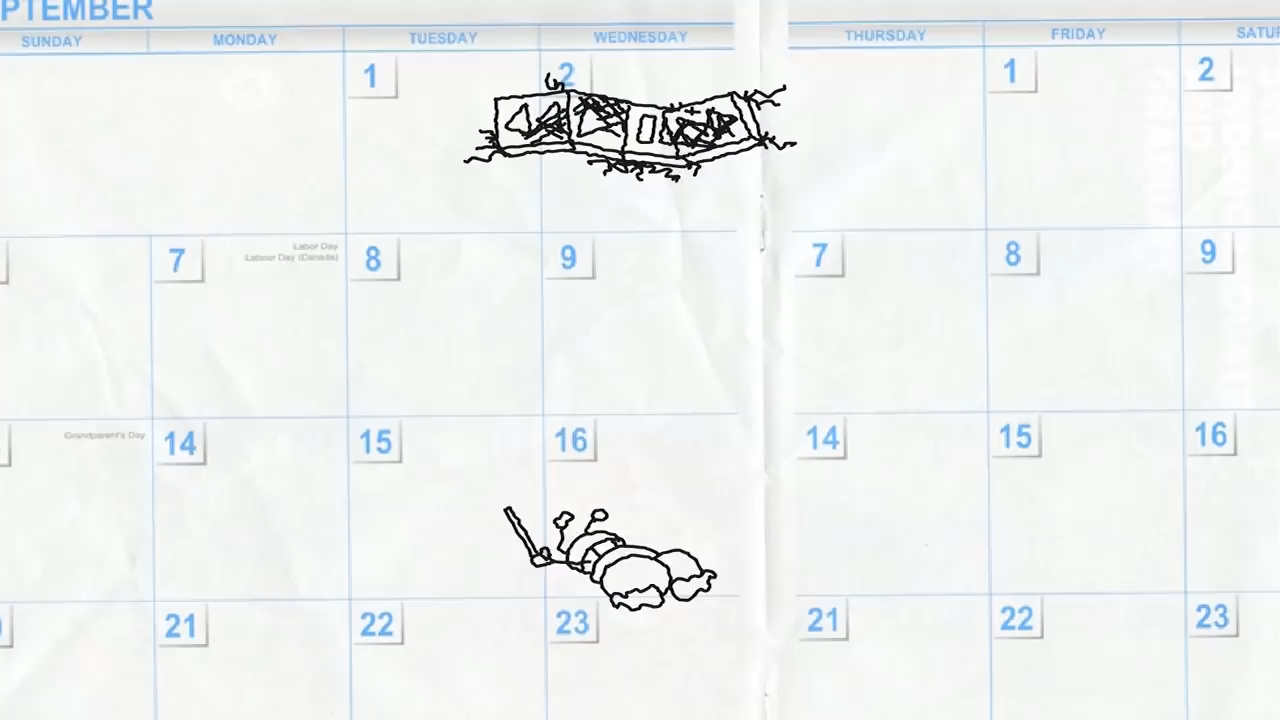 PTEMBER
SUNDAY MONDAY TUESDAY WEDNESDAY THURSDAY FRIDAY SATUR
1 2 1 2
7 Labor Day 8 9 7 8 9
Labour Day (Canada)
Grandparent's Day 14 15 16 14 15 16
21 22 23 21 22 23